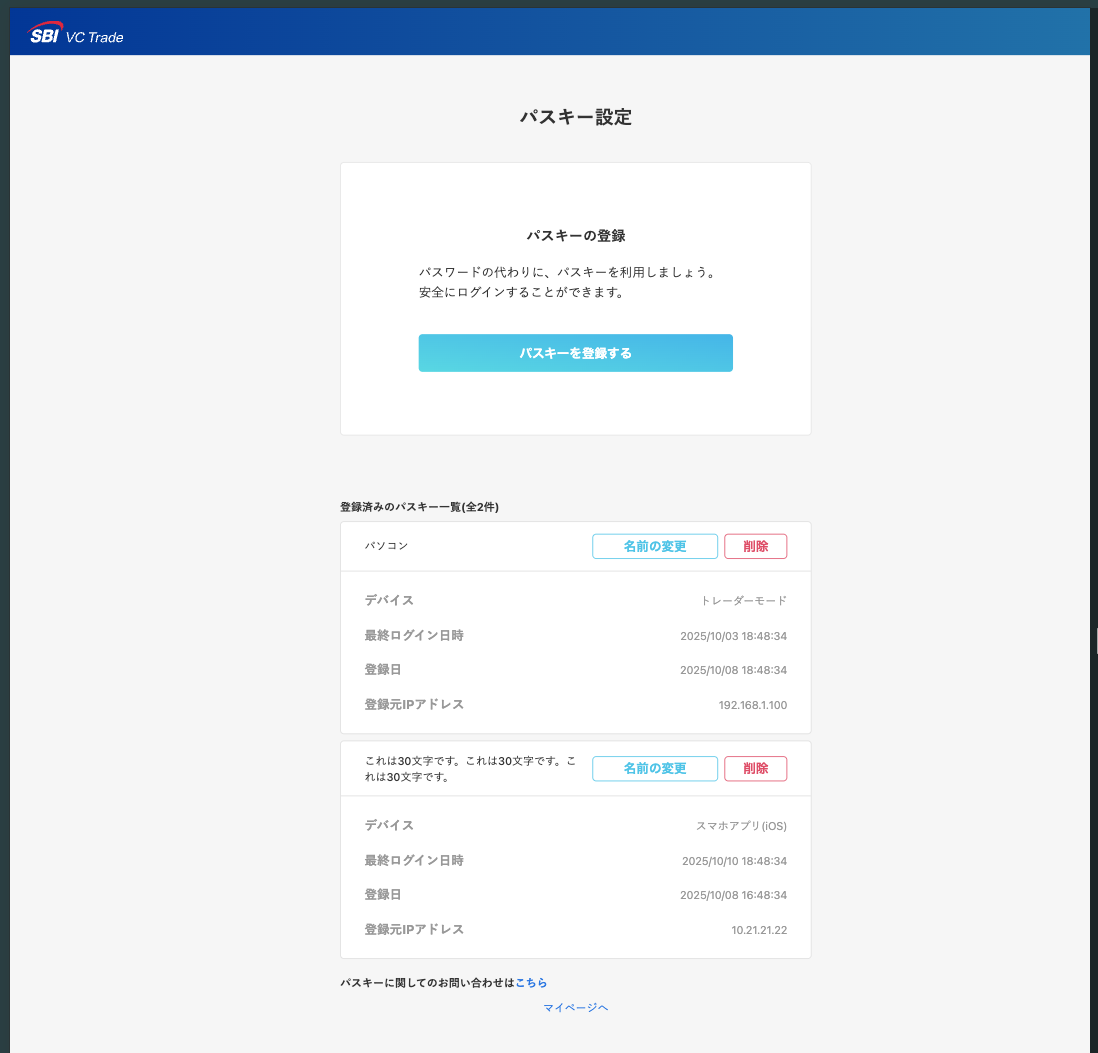 SBI VC Trade
パスキー設定
パスキーの登録
パスワードの代わりに、パスキーを利用しましょう。
安全にログインすることができます。
パスキーを登録する
登録済みのパスキー一覧(全2件)
パソコン 名前の変更 削除
デバイス トレーダーモード
最終ログイン日時 2025/10/03 18:48:34
登録日 2025/10/08 18:48:34
登録元IPアドレス 192.168.1.100
これは30文字です。これは30文字です。こ
れは30文字です。
名前の変更 削除
デバイス スマホアプリ(iOS)
最終ログイン日時 2025/10/10 18:48:34
登録日 2025/10/08 16:48:34
登録元IPアドレス 10.21.21.22
パスキーに関してのお問い合わせはこちら
マイページへ